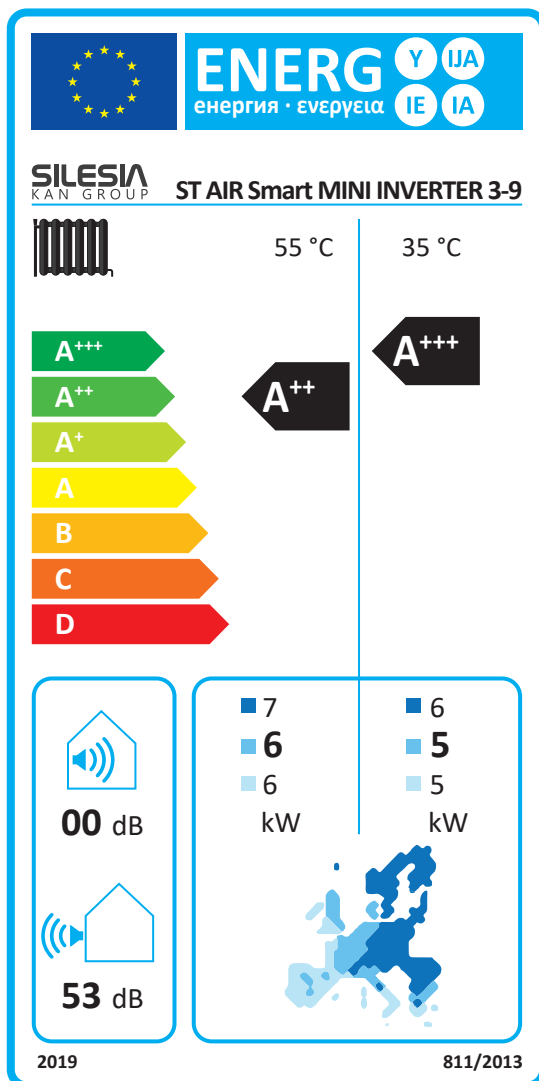 ENERG Y IJA
енергия · ενεργεια IE IA
SILESIA
KAN GROUP
ST AIR Smart MINI INVERTER 3-9
55 °C 35 °C
A+++
A++
A+
A
B
C
D
A++
A+++
7 6
6 5
6 5
kW kW
00 dB
53 dB
2019 811/2013